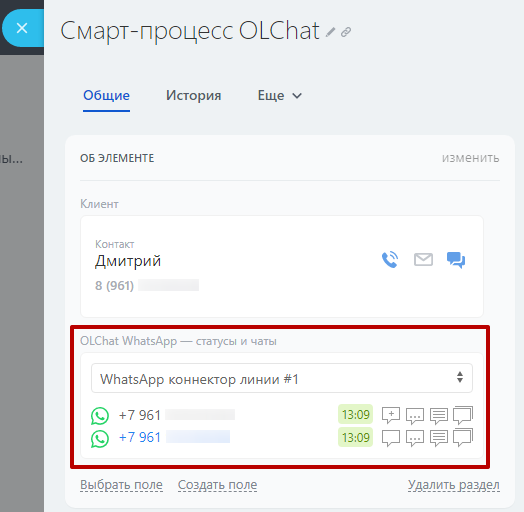 Смарт-процесс OLChat
Общие История Еще
ны...
ОБ ЭЛЕМЕНТЕ изменить
Клиент
Контакт
Дмитрий
8 (961)
OLChat WhatsApp — статусы и чаты
WhatsApp коннектор линии #1
+7 961 13:09
+7 961 13:09
Выбрать поле Создать поле Удалить раздел